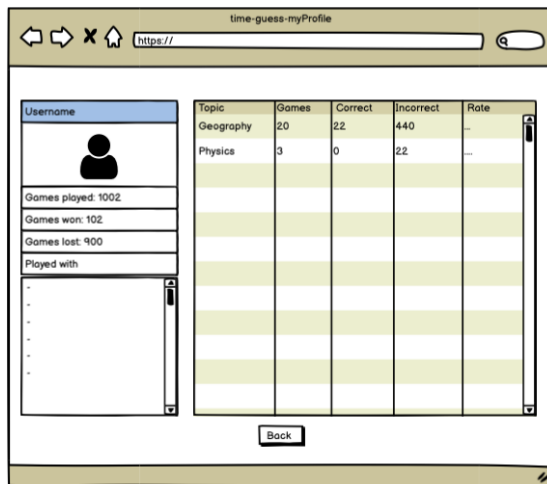 time-guess-myProfile
https://
Username
Games played: 1002
Games won: 102
Games lost: 900
Played with
-
-
-
-
-
-
Topic Games Correct Incorrect Rate
Geography 20 22 440 ...
Physics 3 0 22 ....
Back